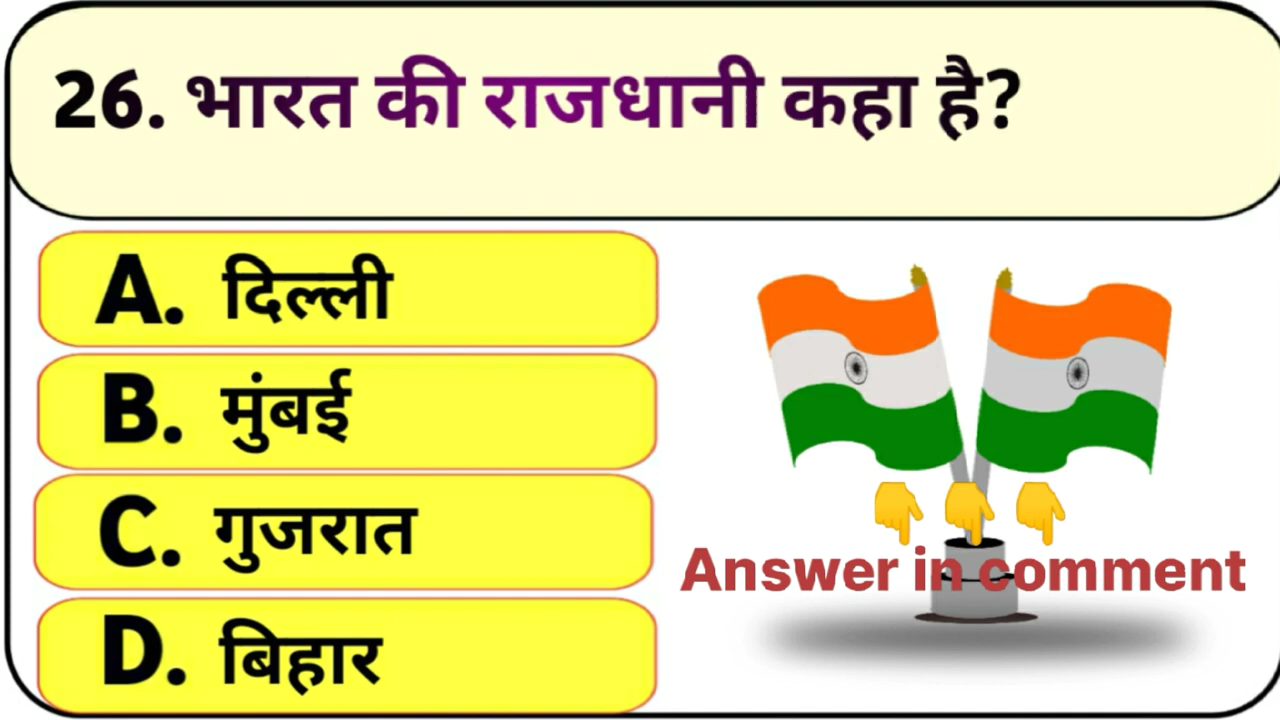 26. भारत की राजधानी कहा है?
A. दिल्ली
B. मुंबई
C. गुजरात
D. बिहार
Answer in comment